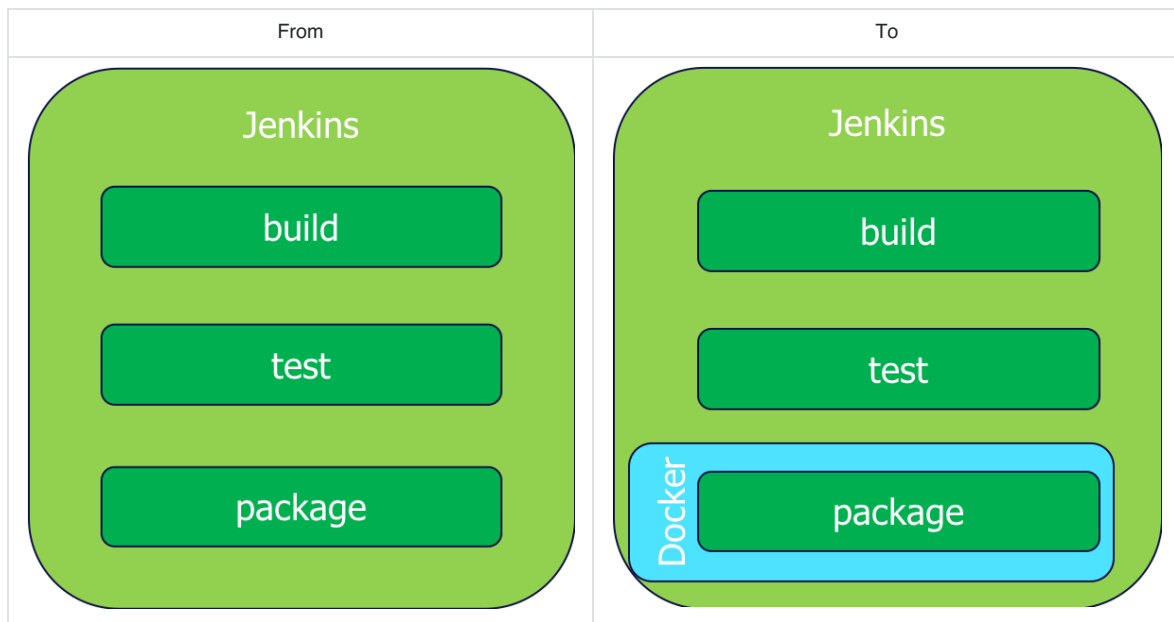 From
To
Jenkins
build
test
package
Jenkins
build
test
Docker
package